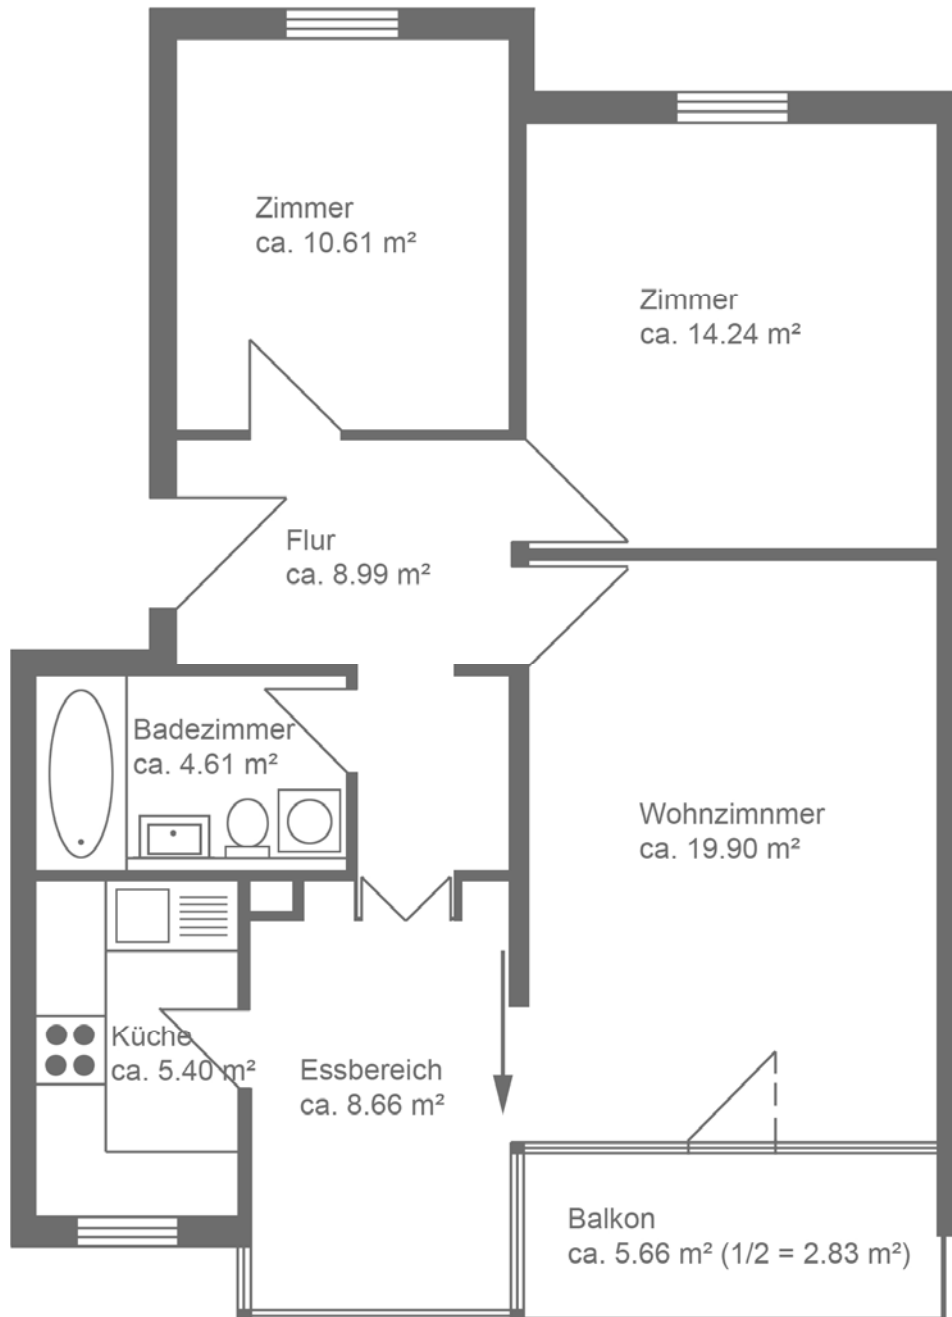 Zimmer
ca. 10.61 m²
Zimmer
ca. 14.24 m²
Flur
ca. 8.99 m²
Badezimmer
ca. 4.61 m²
Wohnzimnmer
ca. 19.90 m²
Küche
ca. 5.40 m²
Essbereich
ca. 8.66 m²
Balkon
ca. 5.66 m² (1/2 = 2.83 m²)